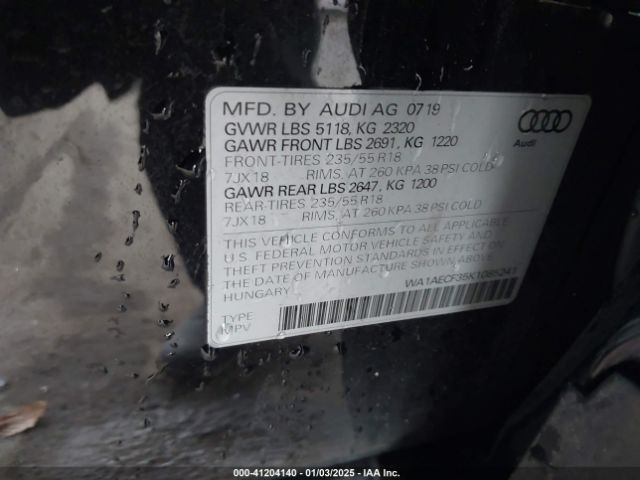 MFD. BY AUDI AG 0719
GVWR LBS 5118, KG 2320
GAWR FRONT LBS 2691, KG 1220
FRONT-TIRES 235/55 R18
7JX18 RIMS, AT 260 KPA 38 PSI COLD
GAWR REAR LBS 2647, KG 1200
REAR-TIRES 235/55 R18
7JX18 RIMS, AT 260 KPA 38 PSI COLD
THIS VEHICLE CONFORMS TO ALL APPLICABLE
U.S. FEDERAL MOTOR VEHICLE SAFETY AND
THEFT PREVENTION STANDARDS IN EFFECT ON
DATE OF MANUFACTURE SHOWN ABOVE.
HUNGARY
WA1AECF35K1085241
TYPE
MPV
Audi
000-41204140 - 01/03/2025 - IAA Inc.